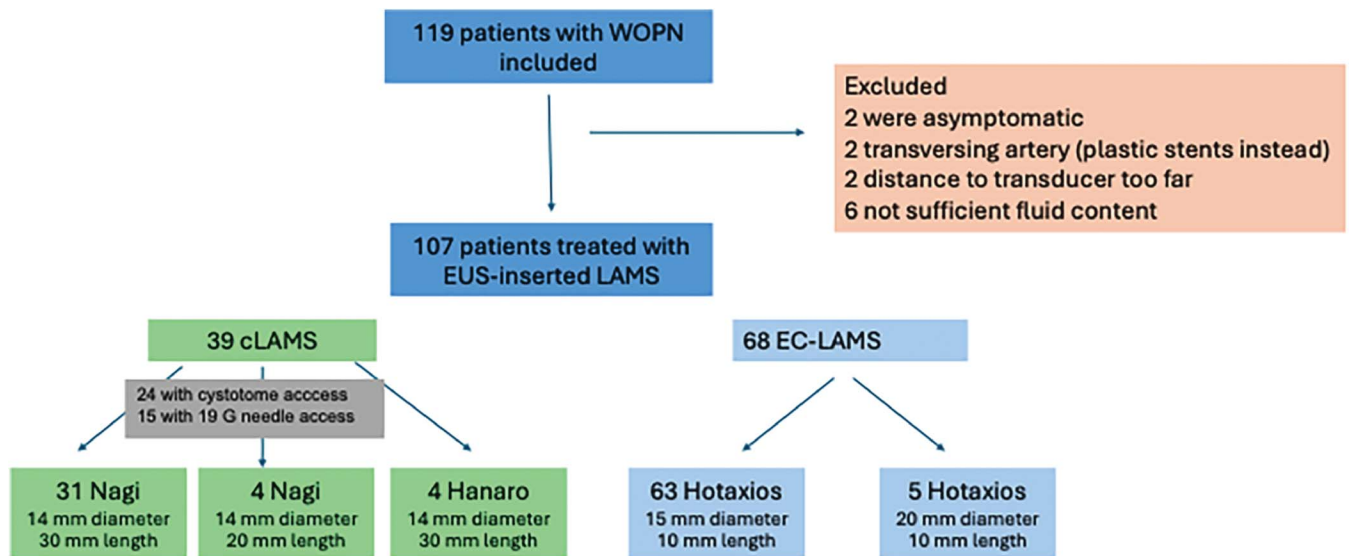 119 patients with WOPN
included
Excluded
2 were asymptomatic
2 transversing artery (plastic stents instead)
2 distance to transducer too far
6 not sufficient fluid content
107 patients treated with
EUS-inserted LAMS
39 cLAMS
68 EC-LAMS
24 with cystotome acccess
15 with 19 G needle access
31 Nagi
14 mm diameter
30 mm length
4 Nagi
14 mm diameter
20 mm length
4 Hanaro
14 mm diameter
30 mm length
63 Hotaxios
15 mm diameter
10 mm length
5 Hotaxios
20 mm diameter
10 mm length